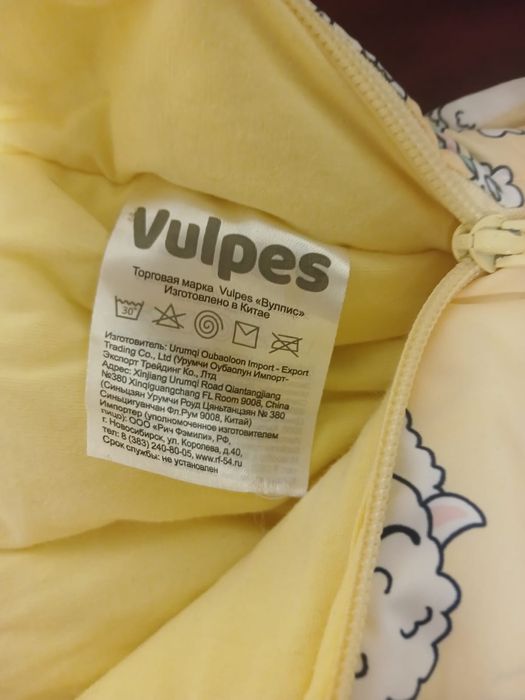 Vulpes
Торговая марка Vulpes «Вулпис»
Изготовлено в Китае
30°
Изготовитель: Urumqi Oubaoloon Import - Export
Trading Co., Ltd (Урумчи Оубаолун Импорт-
Экспорт Трейдинг Ко., Лтд
Адрес: Xinjiang Urumqi Road Qiantangjiang
№380 Xinqiguangchang FL Room 9008, China
(Синьцзян Урумчи Роуд Цяньтанцзян № 380
Синьцигуангчан Фл.Рум 9008, Китай)
Импортер (уполномоченное изготовителем
лицо): ООО «Рич Фэмили», РФ,
г. Новосибирск, ул. Королева, д.40,
тел: 8 (383) 240-80-05, www.rf-54.ru
Срок службы: не установлен